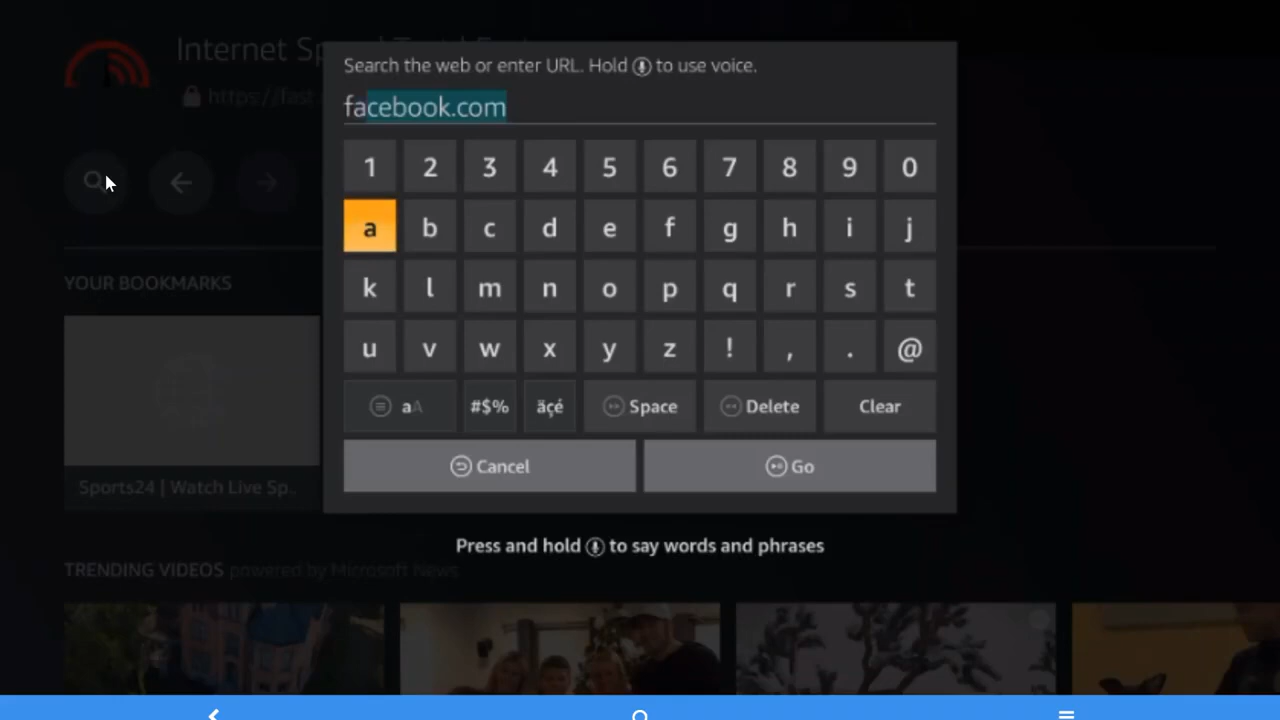 Internet Sp
https://fast.
Search the web or enter URL. Hold to use voice.
facebook.com
1 2 3 4 5 6 7 8 9 0
a b c d e f g h i j
k l m n o p q r s t
u v w x y z ! , . @
aA #$% äçé Space Delete Clear
Cancel Go
Press and hold to say words and phrases
YOUR BOOKMARKS
Sports24 | Watch Live Sp..
TRENDING VIDEOS powered by Microsoft News